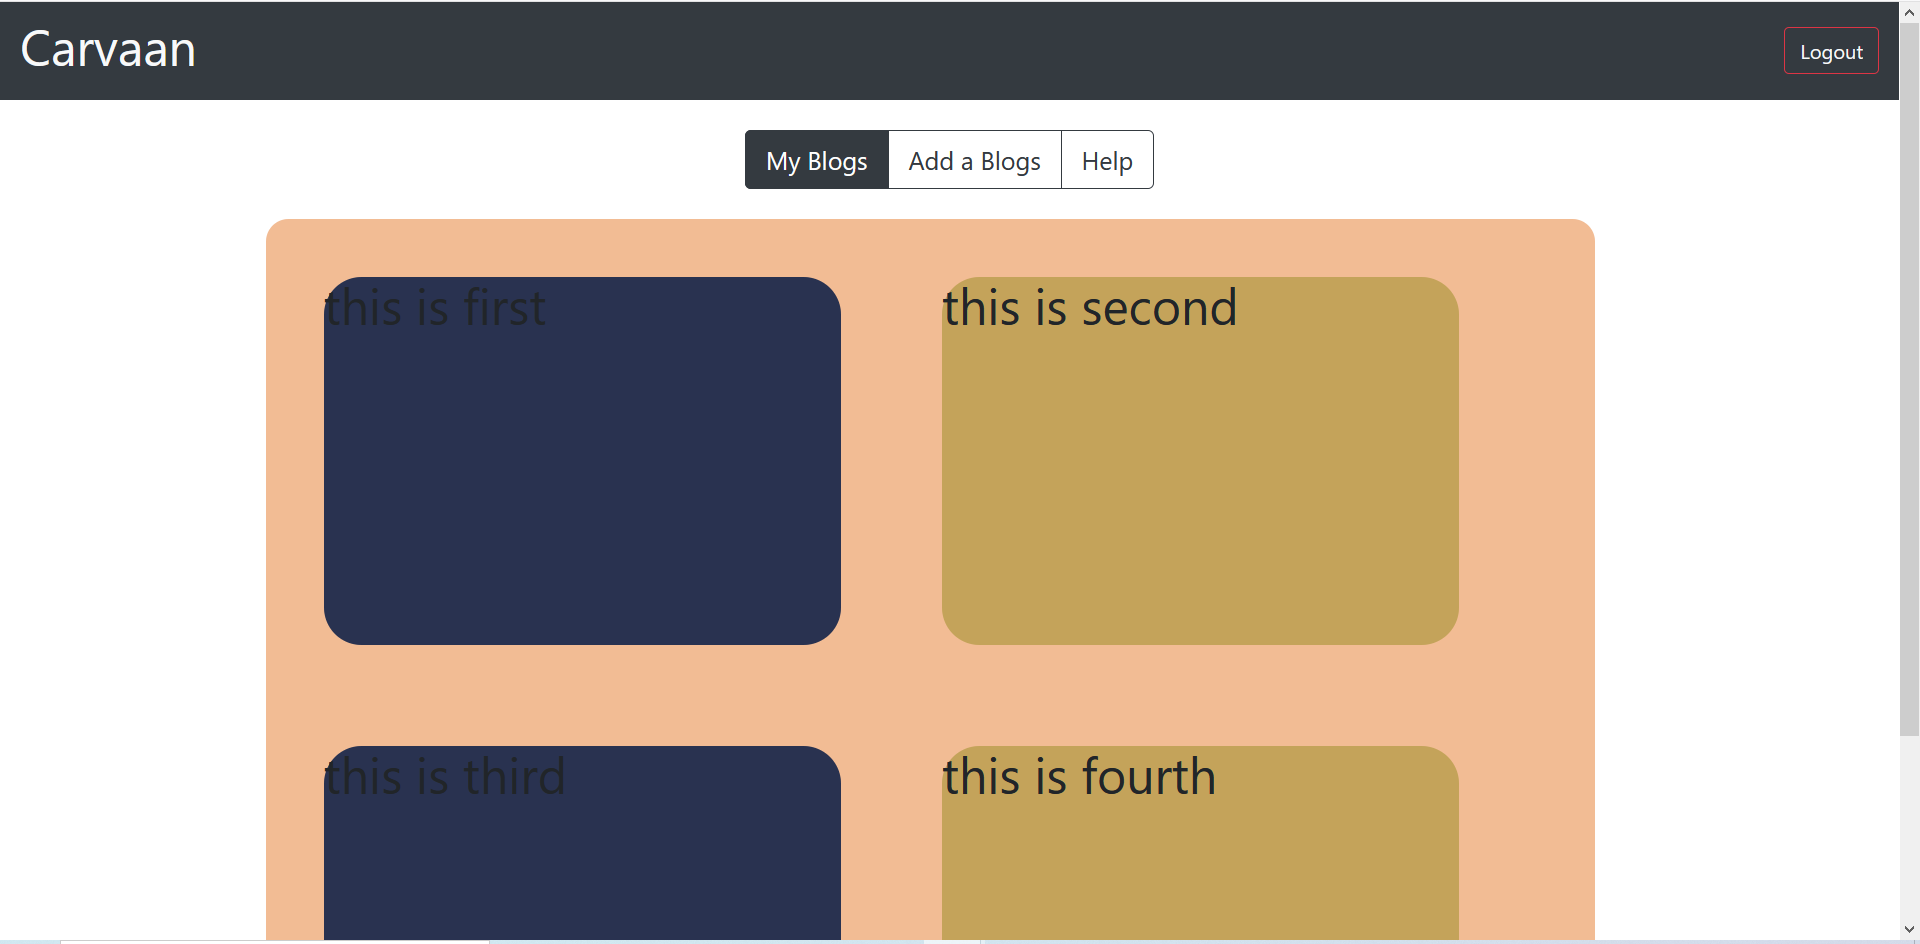 Carvaan
Logout
My Blogs
Add a Blogs
Help
this is first
this is second
this is third
this is fourth